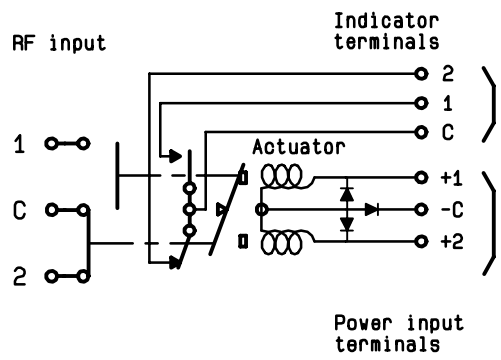 Indicator
terminals
RF input
2
1
C
Actuator
1
+1
C
-C
+2
2
Power input
terminals